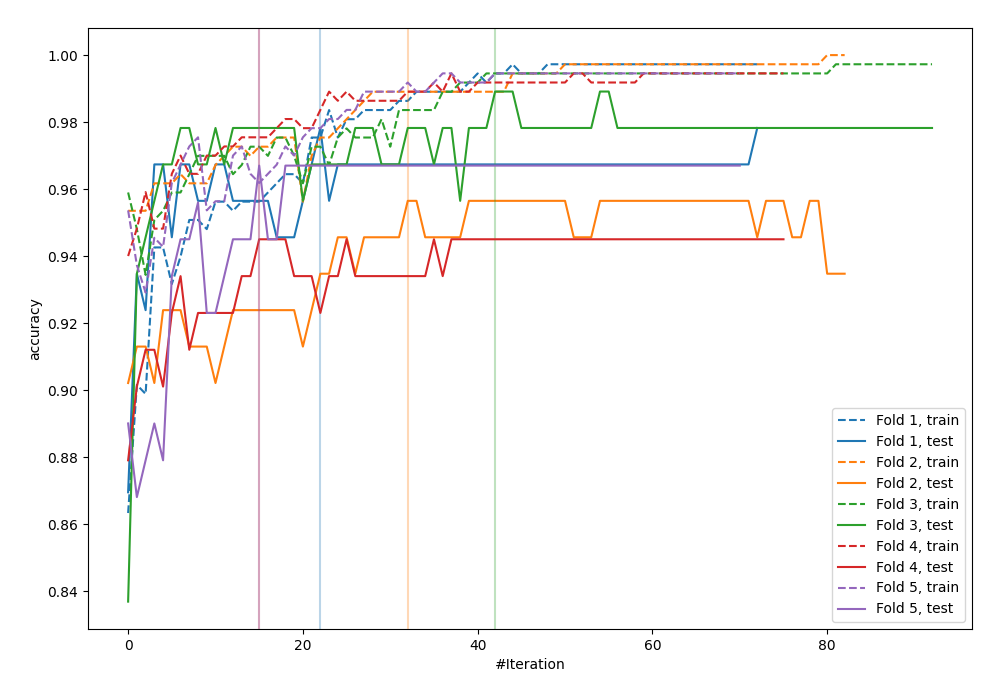 1.00
0.98
0.96
0.94
0.92
0.90
0.88
0.86
0.84
accuracy
0
20
40
60
80
#Iteration
Fold 1, train
Fold 1, test
Fold 2, train
Fold 2, test
Fold 3, train
Fold 3, test
Fold 4, train
Fold 4, test
Fold 5, train
Fold 5, test